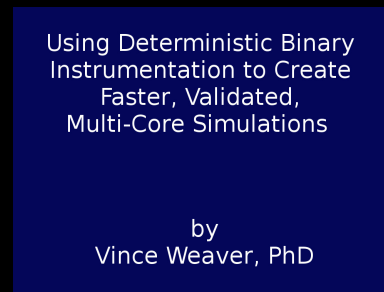 Using Deterministic Binary
Instrumentation to Create
Faster, Validated,
Multi-Core Simulations
by
Vince Weaver, PhD